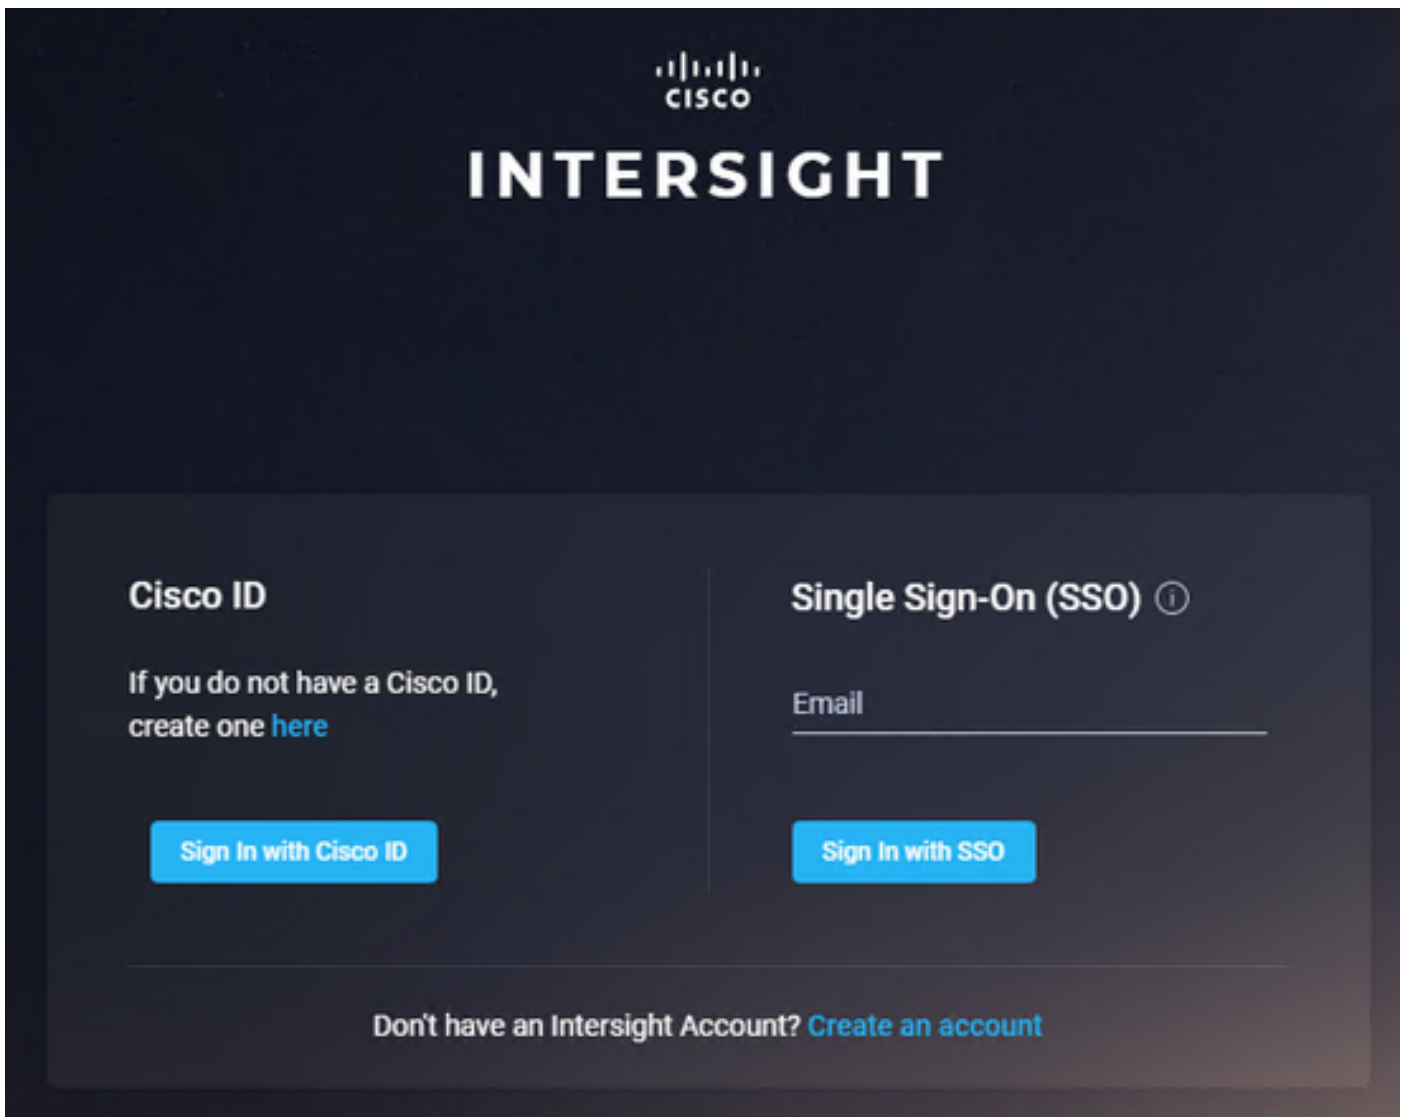 CISCO
INTERSIGHT
Cisco ID
If you do not have a Cisco ID,
create one here
Sign In with Cisco ID
Single Sign-On (SSO)
Email
Sign In with SSO
Don't have an Intersight Account? Create an account